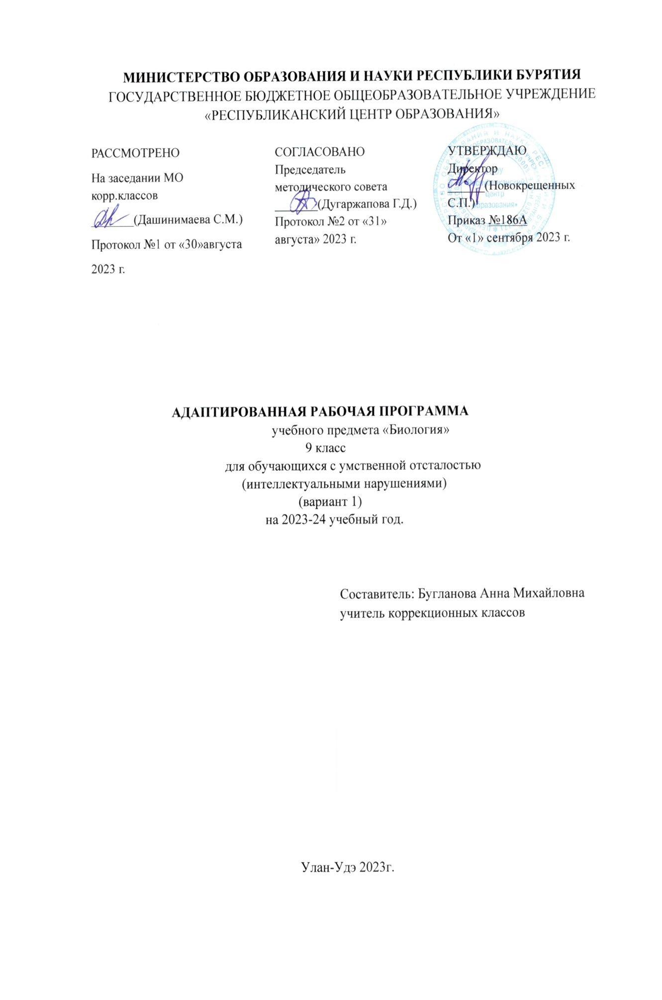 МИНИСТЕРСТВО ОБРАЗОВАНИЯ И НАУКИ РЕСПУБЛИКИ БУРЯТИЯ
ГОСУДАРСТВЕННОЕ БЮДЖЕТНОЕ ОБЩЕОБРАЗОВАТЕЛЬНОЕ УЧРЕЖДЕНИЕ
«РЕСПУБЛИКАНСКИЙ ЦЕНТР ОБРАЗОВАНИЯ»
РАССМОТРЕНО
На заседании МО
корр.классов
(Дашинимаева С.М.)
Протокол №1 от «30»августа
2023 г.
СОГЛАСОВАНО
Председатель
методического совета
(Дугаржапова Г.Д.)
Протокол №2 от «31»
августа» 2023 г.
УТВЕРЖДАЮ
Директор
(Новокрещенных
С.П.)
Приказ №186А
От «1» сентября 2023 г.
центр
образования»
АДАПТИРОВАННАЯ РАБОЧАЯ ПРОГРАММА
учебного предмета «Биология»
9 класс
для обучающихся с умственной отсталостью
(интеллектуальными нарушениями)
(вариант 1)
на 2023-24 учебный год.
Составитель: Бугланова Анна Михайловна
учитель коррекционных классов
Улан-Удэ 2023г.